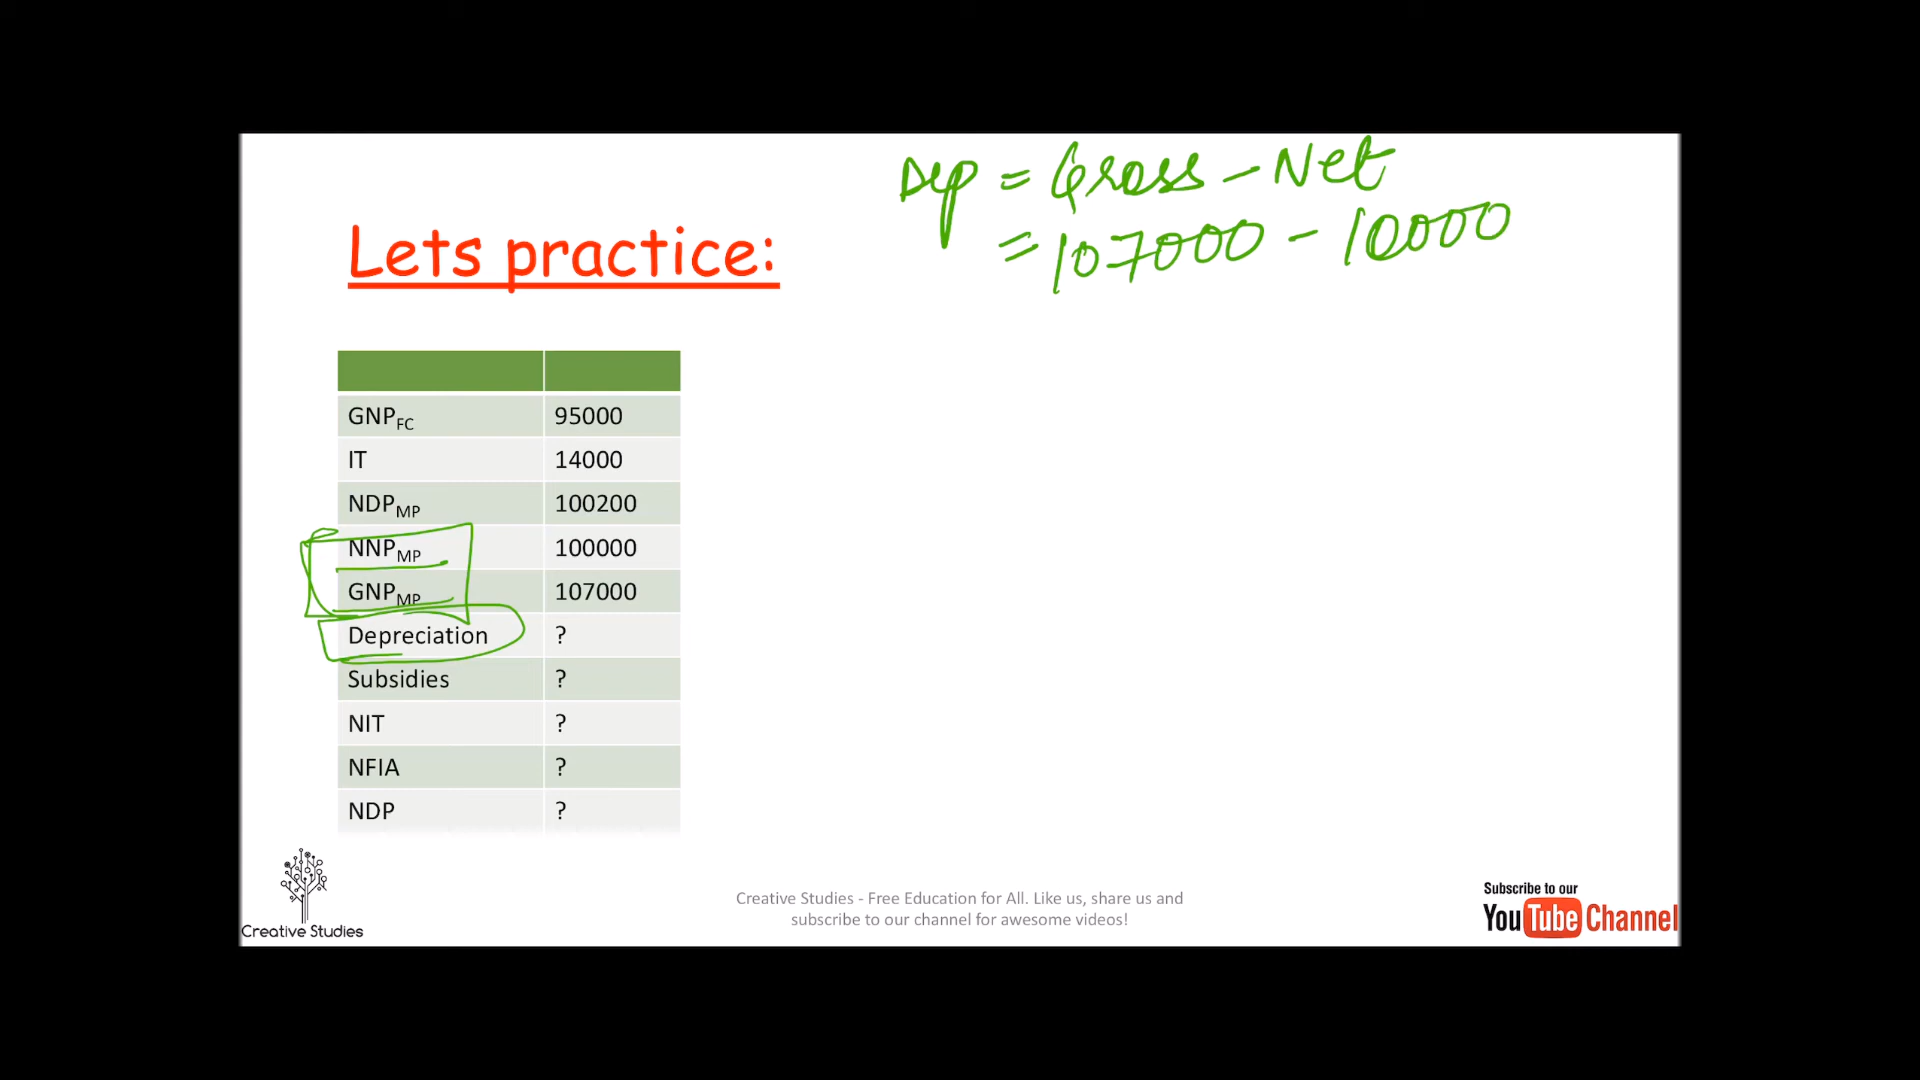 Dep = Gross - Net
= 107000 - 10000
Lets practice:
GNPFC 95000
IT 14000
NDPMP 100200
NNPMP 100000
GNPMP 107000
Depreciation ?
Subsidies ?
NIT ?
NFIA ?
NDP ?
Creative Studies
Creative Studies - Free Education for All. Like us, share us and
subscribe to our channel for awesome videos!
Subscribe to our
YouTube Channel